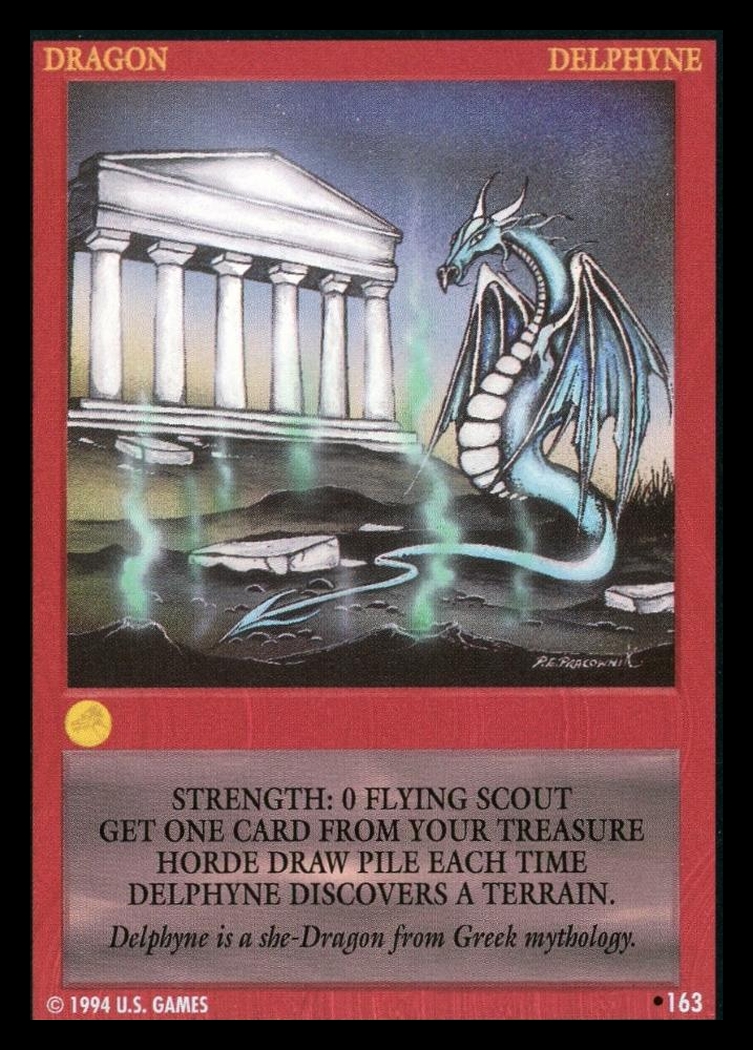 DRAGON
DELPHYNE
P.E. PRACOWNIK
STRENGTH: 0 FLYING SCOUT
GET ONE CARD FROM YOUR TREASURE
HORDE DRAW PILE EACH TIME
DELPHYNE DISCOVERS A TERRAIN.
Delphyne is a she-Dragon from Greek mythology.
© 1994 U.S. GAMES
•163